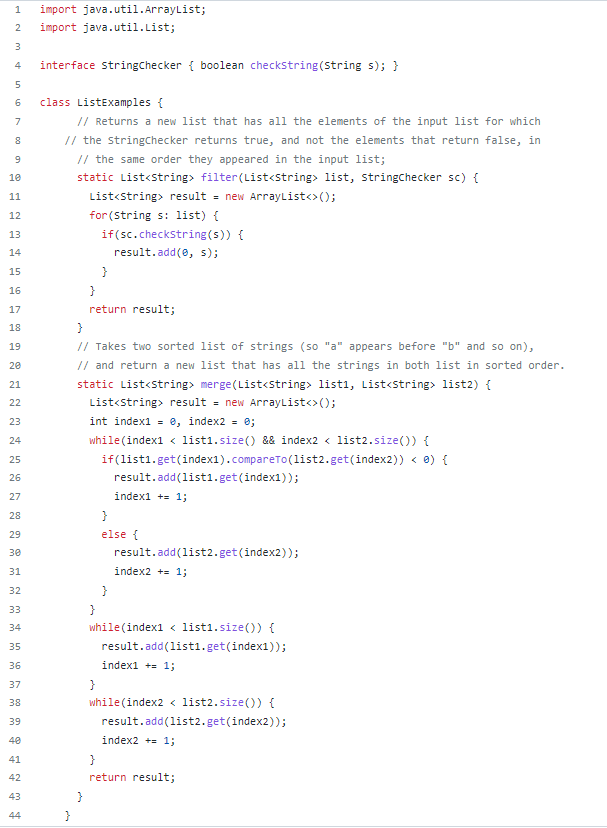 1 import java.util.ArrayList;
2 import java.util.List;
3
4 interface StringChecker { boolean checkString(String s); }
5
6 class ListExamples {
7 // Returns a new list that has all the elements of the input list for which
8 // the StringChecker returns true, and not the elements that return false, in
9 // the same order they appeared in the input list;
10 static List<String> filter(List<String> list, StringChecker sc) {
11 List<String> result = new ArrayList<>();
12 for(String s: list) {
13 if(sc.checkString(s)) {
14 result.add(0, s);
15 }
16 }
17 return result;
18 }
19 // Takes two sorted list of strings (so "a" appears before "b" and so on),
20 // and return a new list that has all the strings in both list in sorted order.
21 static List<String> merge(List<String> list1, List<String> list2) {
22 List<String> result = new ArrayList<>();
23 int index1 = 0, index2 = 0;
24 while(index1 < list1.size() && index2 < list2.size()) {
25 if(list1.get(index1).compareTo(list2.get(index2)) < 0) {
26 result.add(list1.get(index1));
27 index1 += 1;
28 }
29 else {
30 result.add(list2.get(index2));
31 index2 += 1;
32 }
33 }
34 while(index1 < list1.size()) {
35 result.add(list1.get(index1));
36 index1 += 1;
37 }
38 while(index2 < list2.size()) {
39 result.add(list2.get(index2));
40 index2 += 1;
41 }
42 return result;
43 }
44 }